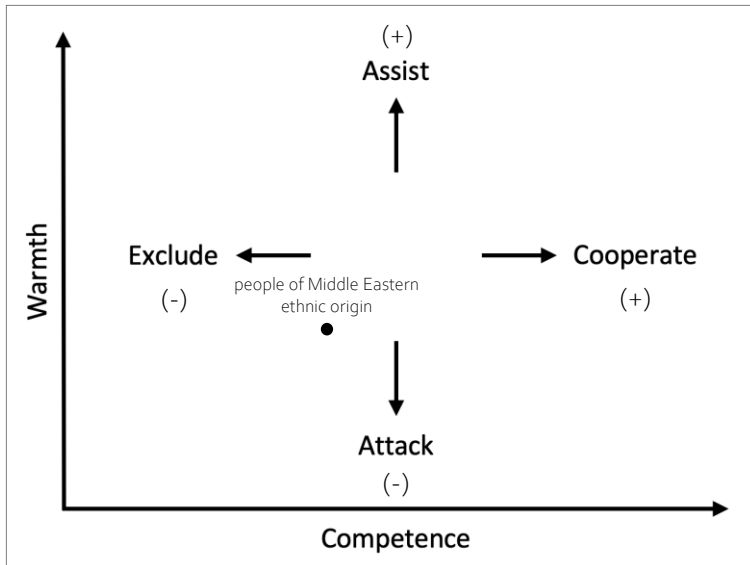 (+)
Assist
Warmth
Exclude
Cooperate
(-)
people of Middle Eastern
ethnic origin
(+)
Attack
(-)
Competence